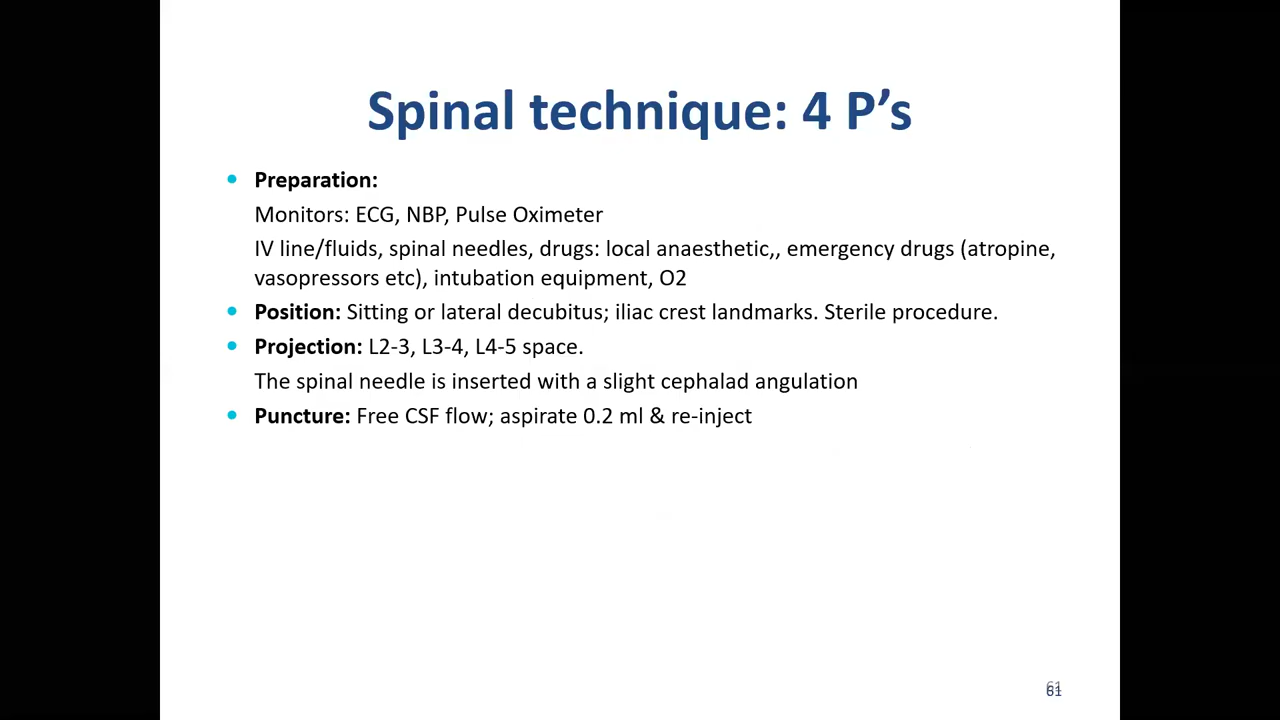 Spinal technique: 4 P’s
• Preparation:
Monitors: ECG, NBP, Pulse Oximeter
IV line/fluids, spinal needles, drugs: local anaesthetic,, emergency drugs (atropine,
vasopressors etc), intubation equipment, O2
• Position: Sitting or lateral decubitus; iliac crest landmarks. Sterile procedure.
• Projection: L2-3, L3-4, L4-5 space.
The spinal needle is inserted with a slight cephalad angulation
• Puncture: Free CSF flow; aspirate 0.2 ml & re-inject
61
61